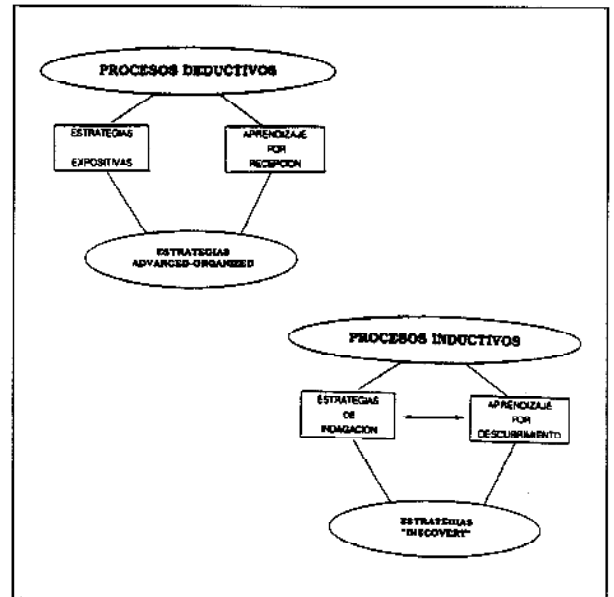 PROCESOS DEDUCTIVOS
ESTRATEGIAS
EXPOSITIVAS
APRENDIZAJE
POR
RECEPCION
ESTRATEGIAS
ADVANCED-ORGANIZED
PROCESOS INDUCTIVOS
ESTRATEGIAS
DE
INDAGACION
APRENDIZAJE
POR
DESCUBRIMIENTO
ESTRATEGIAS
"DISCOVERY"